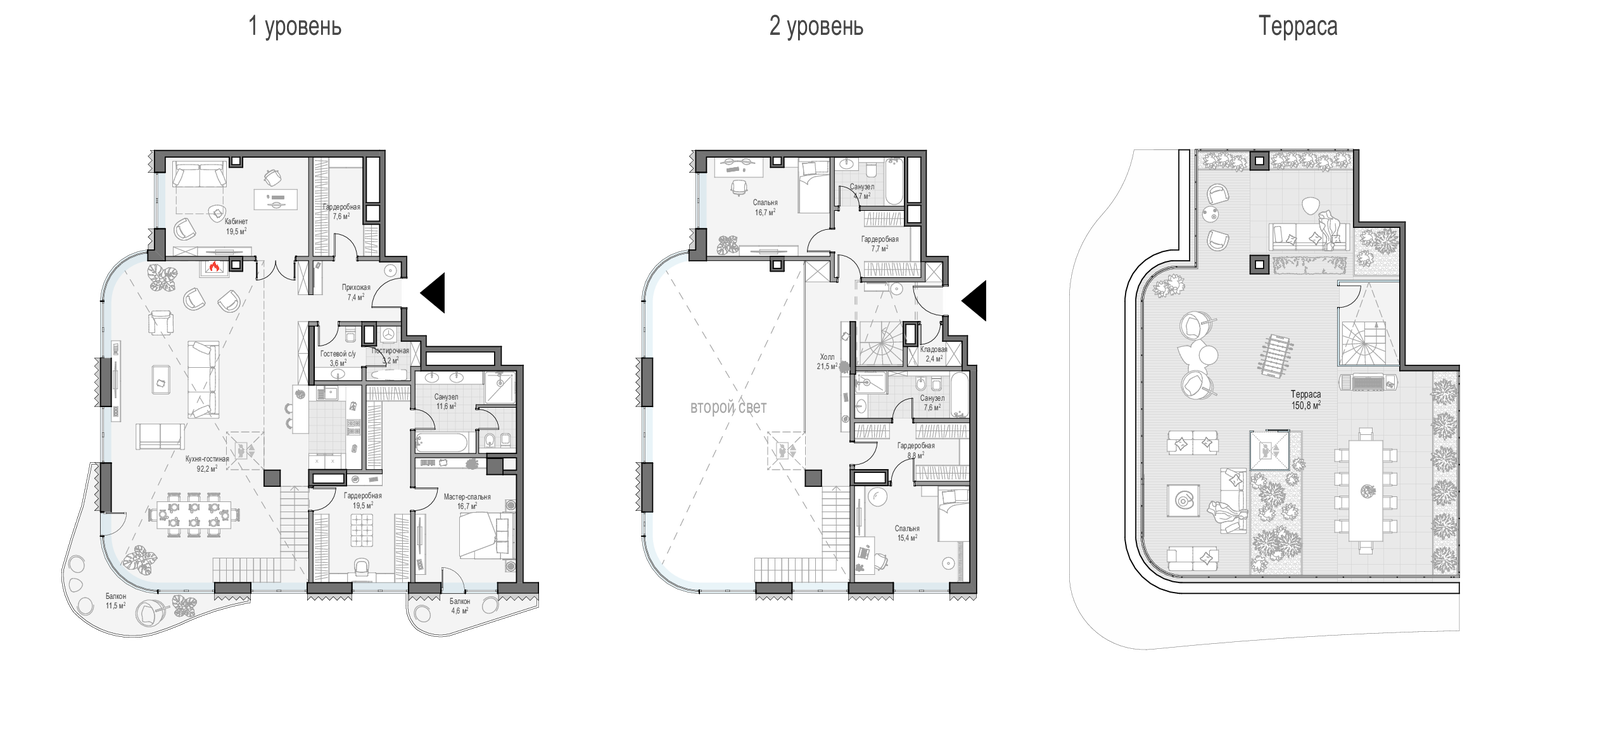 1 уровень
2 уровень
Терраса
Кабинет
19,5 м²
Гардеробная
7,6 м²
Прихожая
7,4 м²
Гостевой с/у
3,6 м²
Постирочная
3,2 м²
Санузел
11,6 м²
Кухня-гостиная
92,2 м²
Гардеробная
19,5 м²
Мастер-спальня
16,7 м²
Балкон
11,5 м²
Балкон
4,6 м²
Спальня
16,7 м²
Санузел
4,7 м²
Гардеробная
7,7 м²
Холл
21,5 м²
Кладовая
2,4 м²
Санузел
7,6 м²
второй свет
Гардеробная
8,8 м²
Спальня
15,4 м²
Терраса
150,8 м²